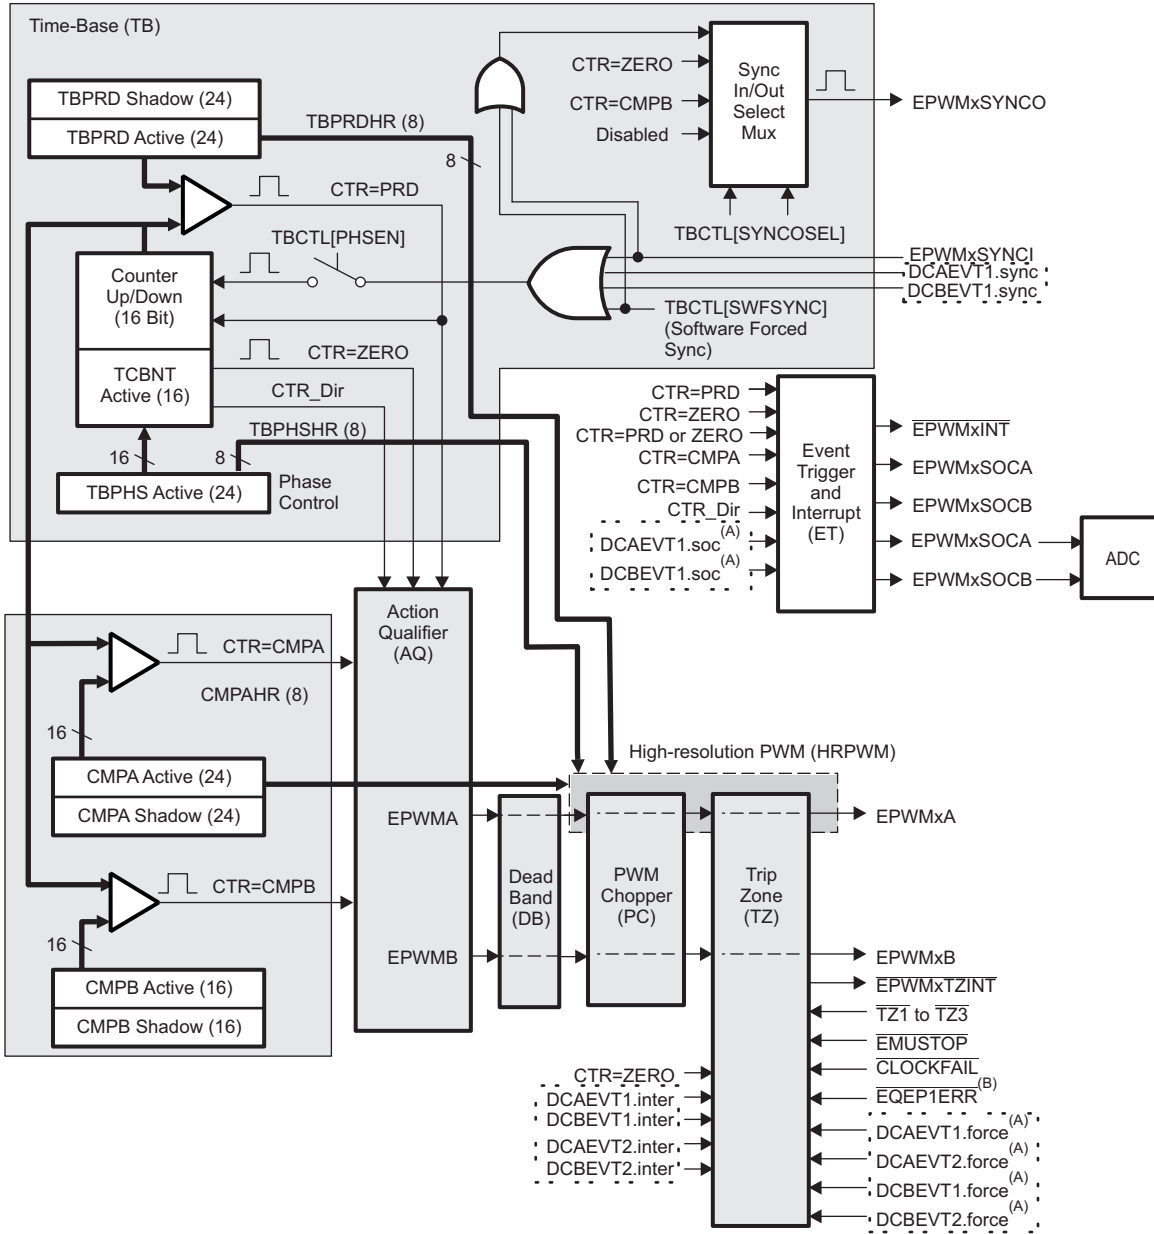 Time-Base (TB)
TBPRD Shadow (24)
TBPRD Active (24)
TBPRDHR (8)
8
CTR=PRD
TBCTL[PHSEN]
Counter
Up/Down
(16 Bit)
TCBNT
Active (16)
CTR=ZERO
CTR_Dir
TBPHSHR (8)
16
8
TBPHS Active (24)
Phase
Control
CTR=ZERO
CTR=CMPB
Disabled
Sync
In/Out
Select
Mux
EPWMxSYNCO
TBCTL[SYNCOSEL]
EPWMxSYNCI
DCAEVT1.sync
DCBEVT1.sync
TBCTL[SWFSYNC]
(Software Forced
Sync)
CTR=PRD
CTR=ZERO
CTR=PRD or ZERO
CTR=CMPA
CTR=CMPB
CTR_Dir
DCAEVT1.soc(A)
DCBEVT1.soc(A)
Event
Trigger
and
Interrupt
(ET)
EPWMxINT
EPWMxSOCA
EPWMxSOCB
EPWMxSOCA
EPWMxSOCB
ADC
Action
Qualifier
(AQ)
CTR=CMPA
CMPAHR (8)
16
CMPA Active (24)
CMPA Shadow (24)
CTR=CMPB
16
CMPB Active (16)
CMPB Shadow (16)
EPWMA
EPWMB
High-resolution PWM (HRPWM)
Dead
Band
(DB)
PWM
Chopper
(PC)
Trip
Zone
(TZ)
EPWMxA
EPWMxB
EPWMxTZINT
TZ1 to TZ3
EMUSTOP
CLOCKFAIL
EQEP1ERR(B)
DCAEVT1.force(A)
DCAEVT2.force(A)
DCBEVT1.force(A)
DCBEVT2.force(A)
CTR=ZERO
DCAEVT1.inter
DCBEVT1.inter
DCAEVT2.inter
DCBEVT2.inter